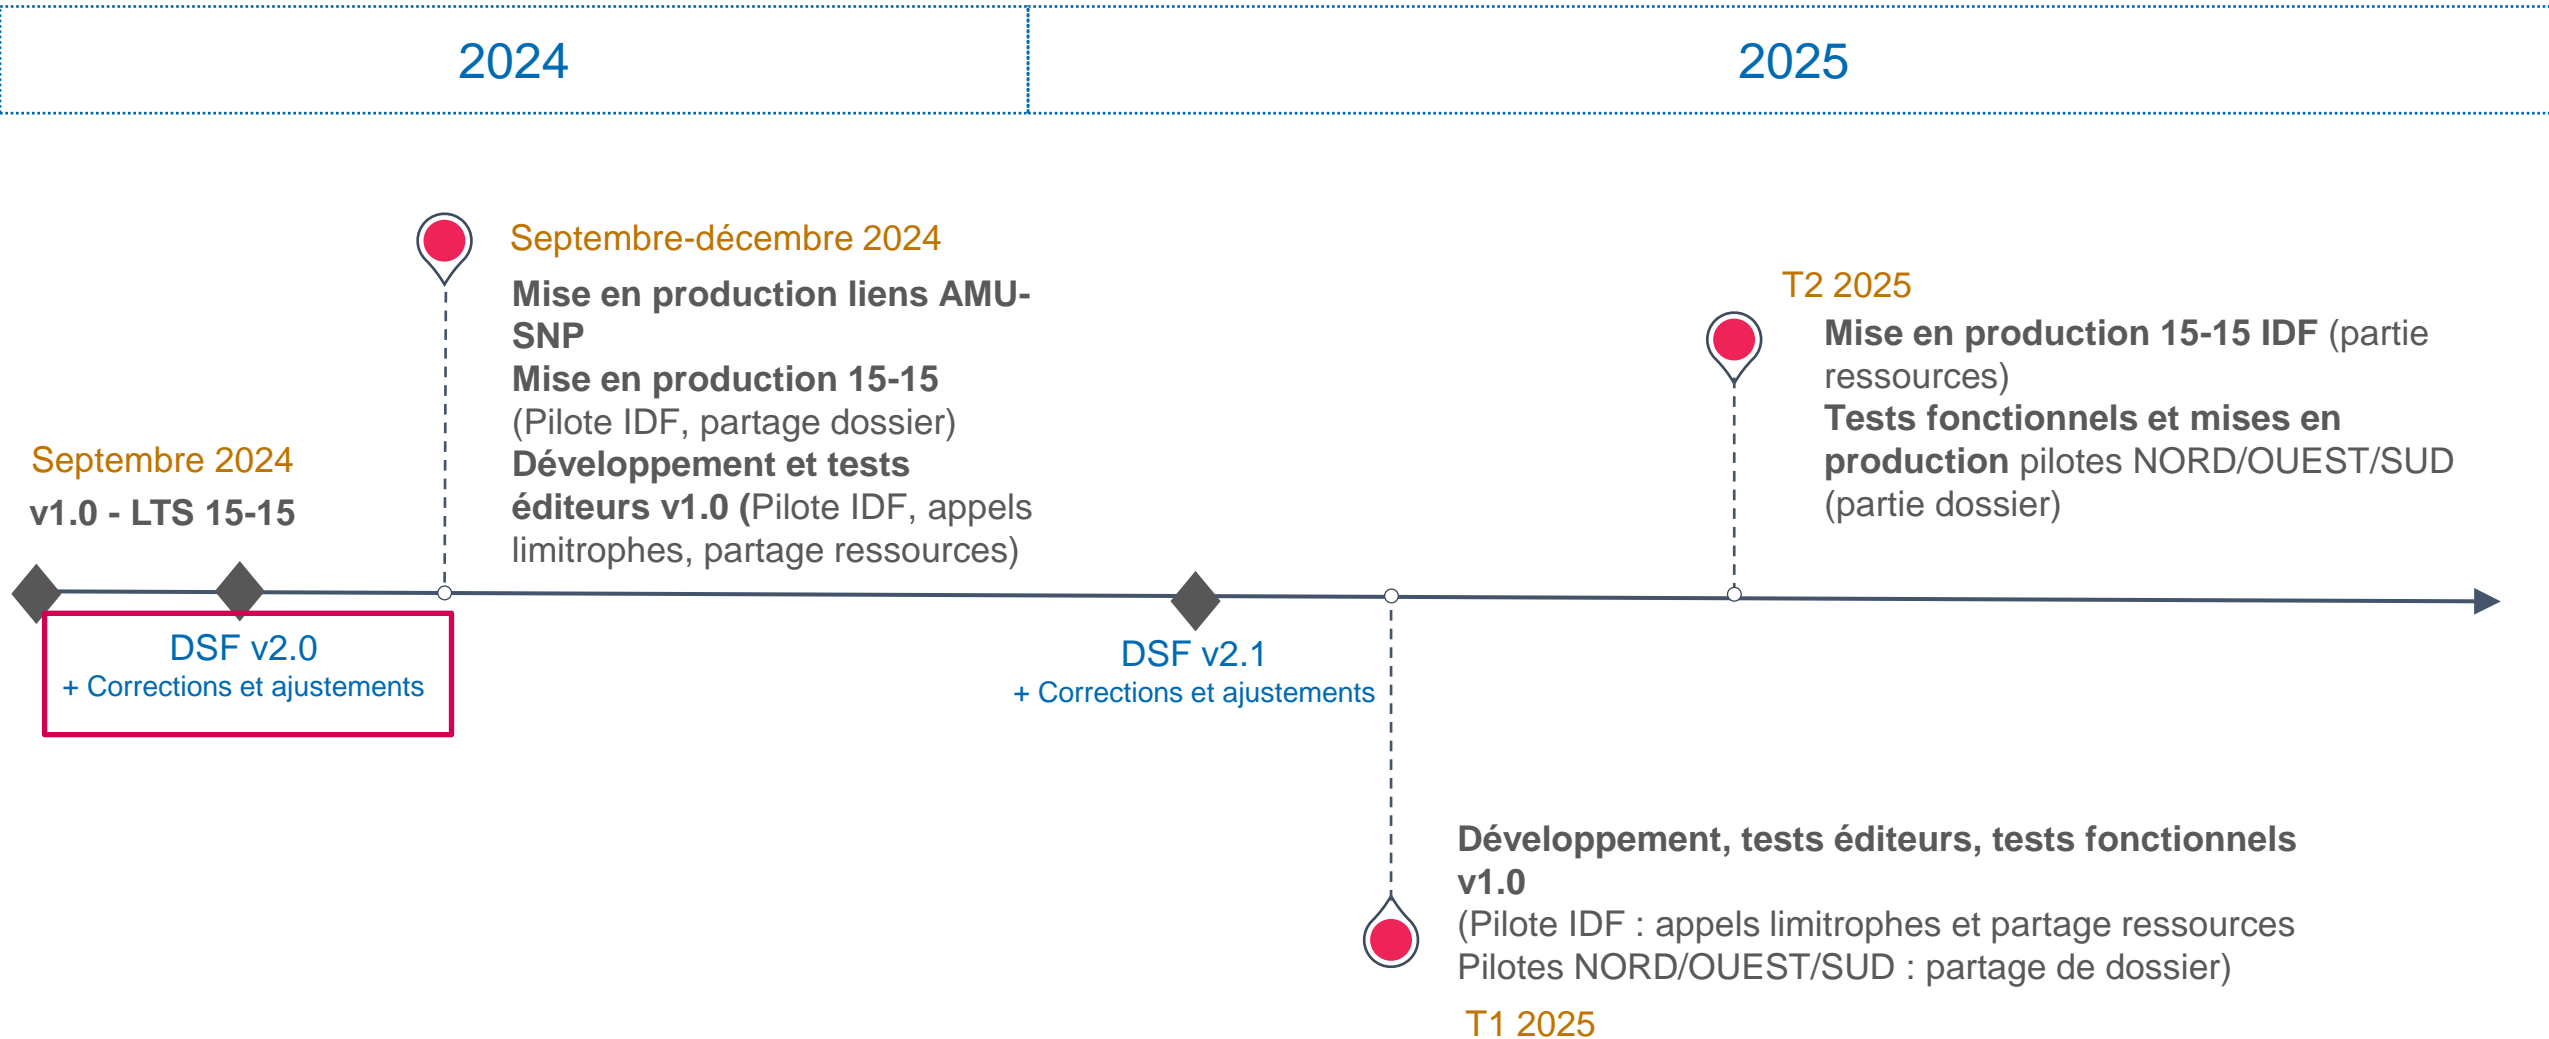 2024
2025
Septembre-décembre 2024
Mise en production liens AMU-
SNP
Mise en production 15-15
(Pilote IDF, partage dossier)
Développement et tests
éditeurs v1.0 (Pilote IDF, appels
limitrophes, partage ressources)
T2 2025
Mise en production 15-15 IDF (partie
ressources)
Tests fonctionnels et mises en
production pilotes NORD/OUEST/SUD
(partie dossier)
Septembre 2024
v1.0 - LTS 15-15
DSF v2.0
+ Corrections et ajustements
DSF v2.1
+ Corrections et ajustements
Développement, tests éditeurs, tests fonctionnels
v1.0
(Pilote IDF : appels limitrophes et partage ressources
Pilotes NORD/OUEST/SUD : partage de dossier)
T1 2025